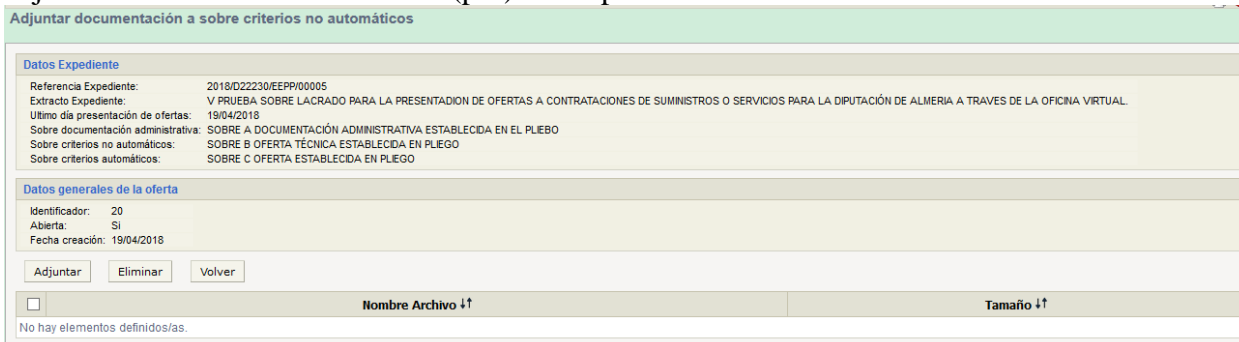 Adjuntar documentación a sobre criterios no automáticos
Datos Expediente
Referencia Expediente: 2018/D22230/EEPP/00005
Extracto Expediente: V PRUEBA SOBRE LACRADO PARA LA PRESENTADION DE OFERTAS A CONTRATACIONES DE SUMINISTROS O SERVICIOS PARA LA DIPUTACIÓN DE ALMERIA A TRAVES DE LA OFICINA VIRTUAL.
Ultimo día presentación de ofertas: 19/04/2018
Sobre documentación administrativa: SOBRE A DOCUMENTACIÓN ADMINISTRATIVA ESTABLECIDA EN EL PLIEBO
Sobre criterios no automáticos: SOBRE B OFERTA TÉCNICA ESTABLECIDA EN PLIEGO
Sobre criterios automáticos: SOBRE C OFERTA ESTABLECIDA EN PLIEGO
Datos generales de la oferta
Identificador: 20
Abierta: Si
Fecha creación: 19/04/2018
Adjuntar Eliminar Volver
Nombre Archivo ↓↑ Tamaño ↓↑
No hay elementos definidos/as.